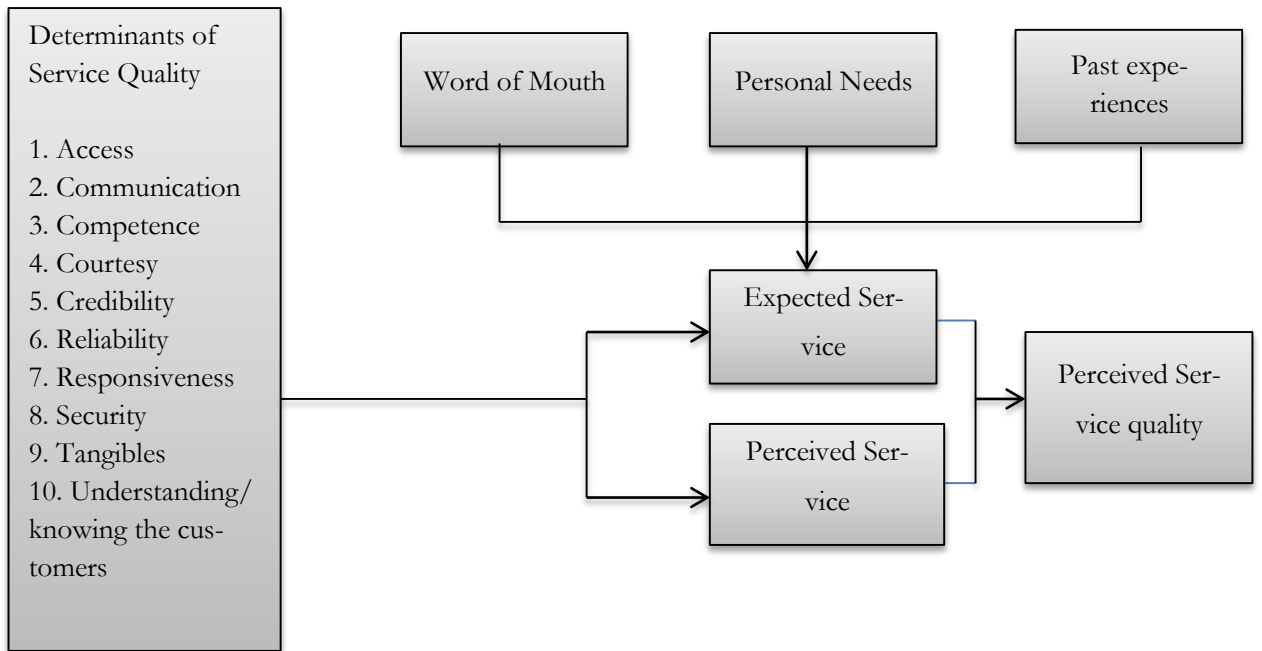 Determinants of
Service Quality
1. Access
2. Communication
3. Competence
4. Courtesy
5. Credibility
6. Reliability
7. Responsiveness
8. Security
9. Tangibles
10. Understanding/
knowing the cus-
tomers
Word of Mouth
Personal Needs
Past expe-
riences
Expected Ser-
vice
Perceived Ser-
vice
Perceived Ser-
vice quality